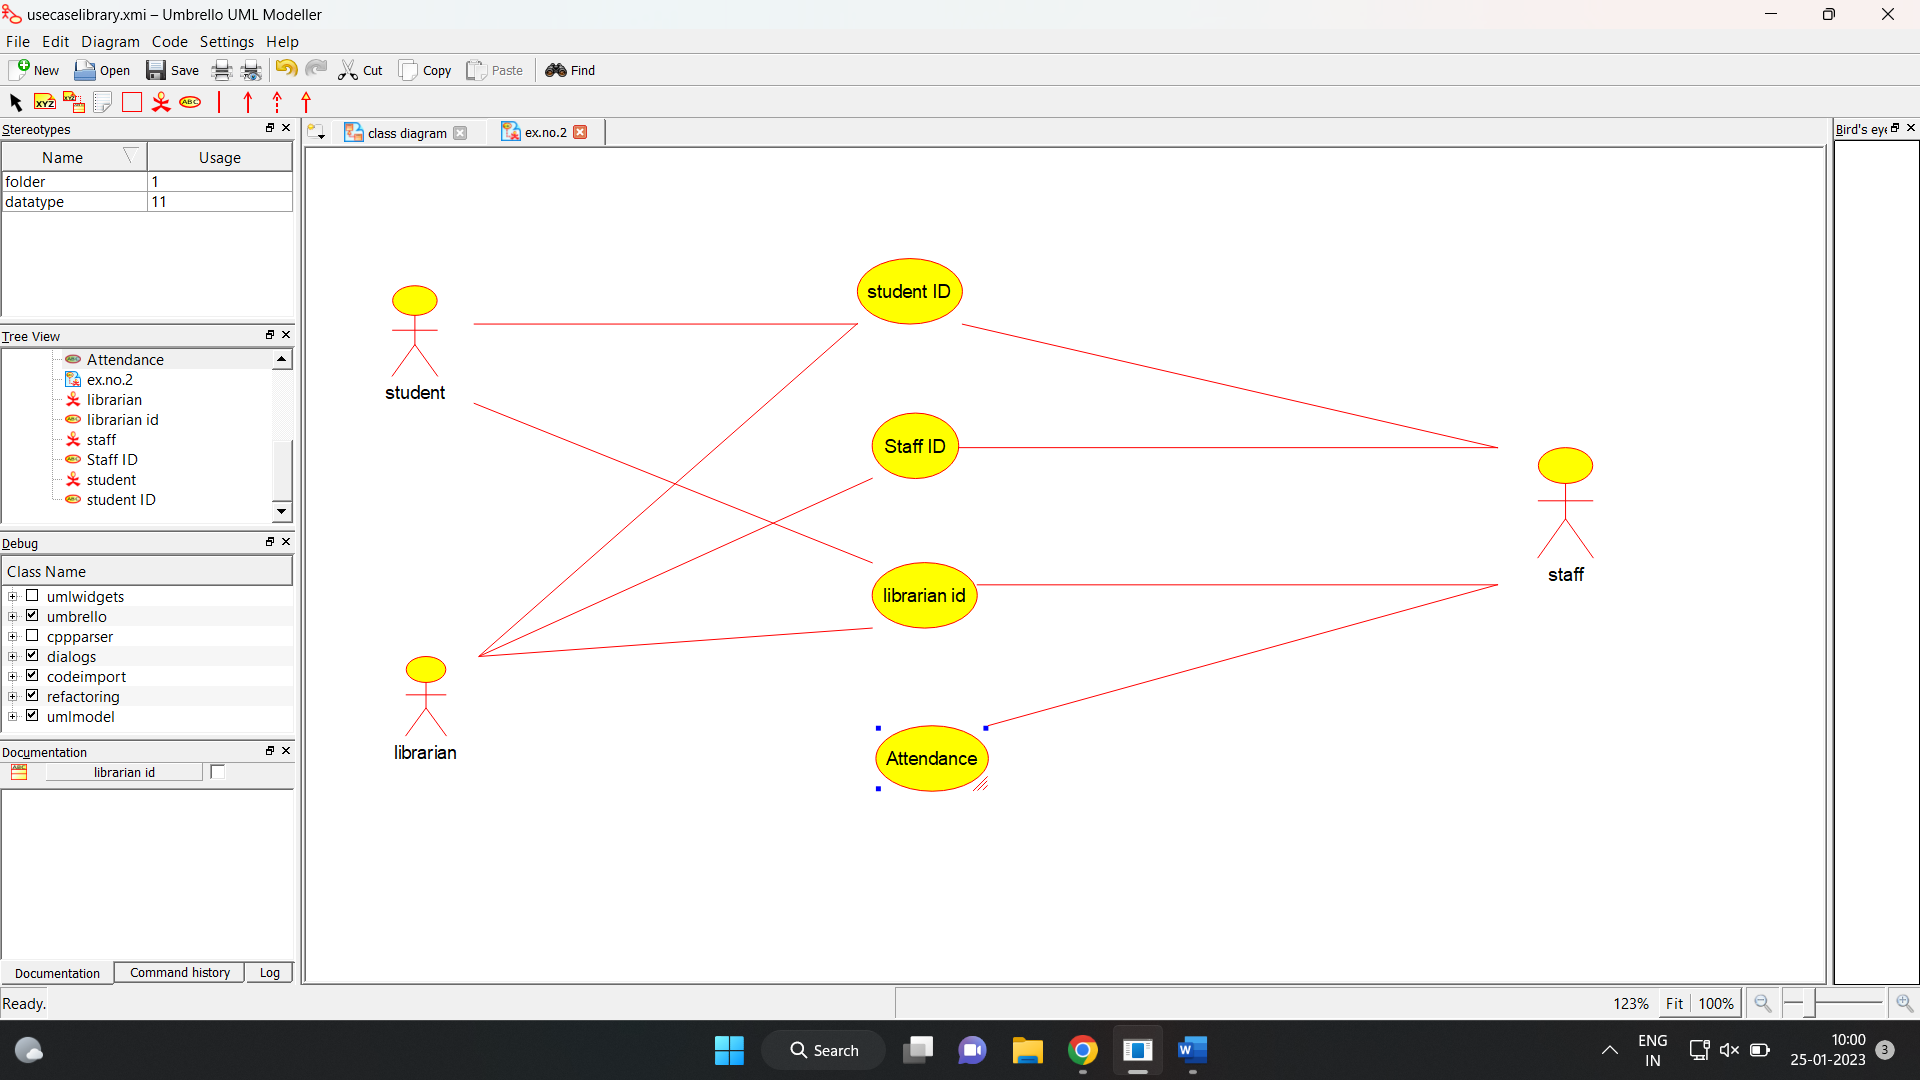 usecaselibrary.xmi – Umbrello UML Modeller
File Edit Diagram Code Settings Help
New Open Save Cut Copy Paste Find
XYZ XYZ ABC
Stereotypes
Name Usage
folder 1
datatype 11
Tree View
Attendance
ex.no.2
librarian
librarian id
staff
Staff ID
student
student ID
Debug
Class Name
umlwidgets
umbrello
cppparser
dialogs
codeimport
refactoring
umlmodel
Documentation
librarian id
Documentation Command history Log
Ready.
class diagram ex.no.2
student ID
student
Staff ID
staff
librarian id
librarian
Attendance
Bird's eye
123% Fit 100%
Search
ENG
IN
10:00
25-01-2023
3